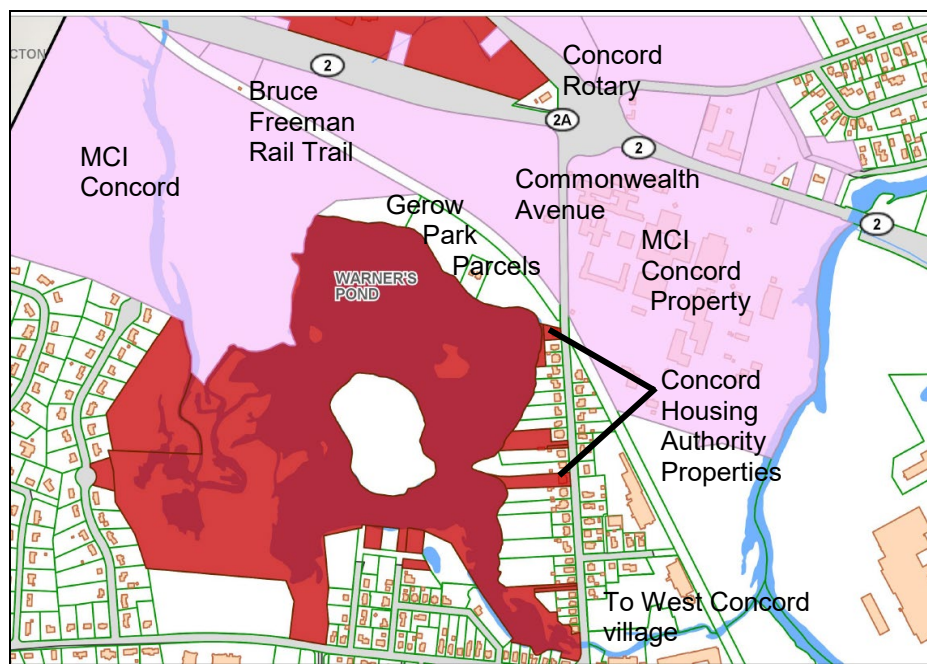 CTON
2
Concord
Rotary
Bruce
Freeman
Rail Trail
2A
2
MCI
Concord
Commonwealth
Avenue
Gerow
Park
Parcels
2
MCI
Concord
Property
WARNER'S
POND
Concord
Housing
Authority
Properties
To West Concord
village